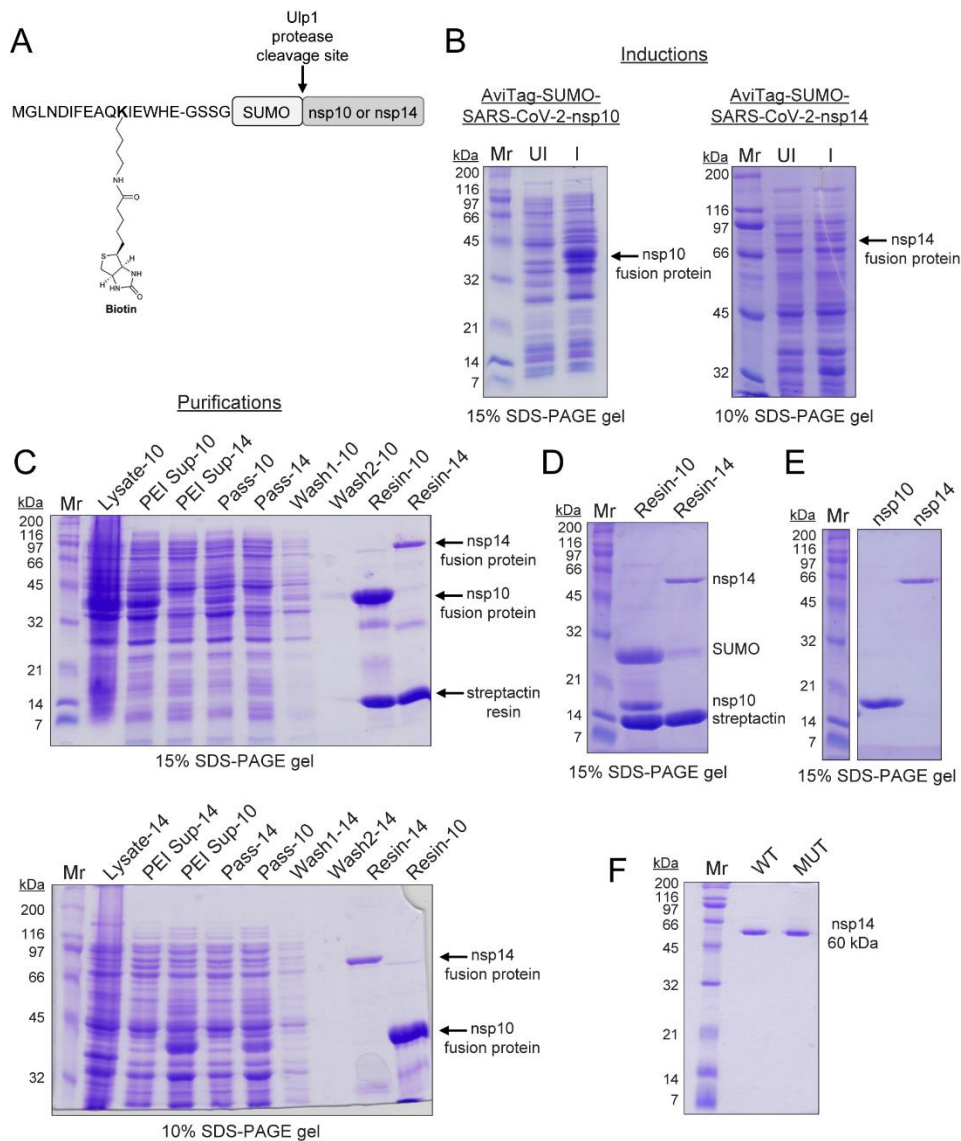 A
Ulp1
protease
cleavage site
MGLNDIFEAQKIEWHE-GSSG
SUMO
nsp10 or nsp14
NH
O
S
H
H
NH
HN
O
Biotin
B
Inductions
AviTag-SUMO-
SARS-CoV-2-nsp10
kDa Mr UI I
200
116
97
66
45
32
21
14
7
nsp10
fusion protein
15% SDS-PAGE gel
AviTag-SUMO-
SARS-CoV-2-nsp14
kDa Mr UI I
200
116
97
66
45
32
nsp14
fusion protein
10% SDS-PAGE gel
Purifications
C
kDa Mr Lysate-10 PEI Sup-10 PEI Sup-14 Pass-10 Pass-14 Wash1-10 Wash2-10 Resin-10 Resin-14
200
116
97
66
45
32
21
14
7
nsp14
fusion protein
nsp10
fusion protein
streptactin
resin
15% SDS-PAGE gel
kDa Mr Lysate-14 PEI Sup-14 PEI Sup-10 Pass-14 Pass-10 Wash1-14 Wash2-14 Resin-14 Resin-10
200
116
97
66
45
32
nsp14
fusion protein
nsp10
fusion protein
10% SDS-PAGE gel
D
kDa Mr Resin-10 Resin-14
200
116
97
66
45
32
21
14
7
nsp14
SUMO
nsp10
streptactin
15% SDS-PAGE gel
E
kDa Mr nsp10 nsp14
200
116
97
66
45
32
21
14
7
15% SDS-PAGE gel
F
kDa Mr WT MUT
200
116
97
66
45
32
21
14
7
nsp14
60 kDa
15% SDS-PAGE gel